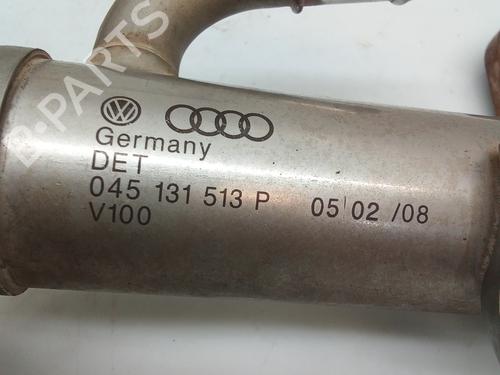 Germany
DET
045 131 513 P 05 02 /08
V100
B-PARTS